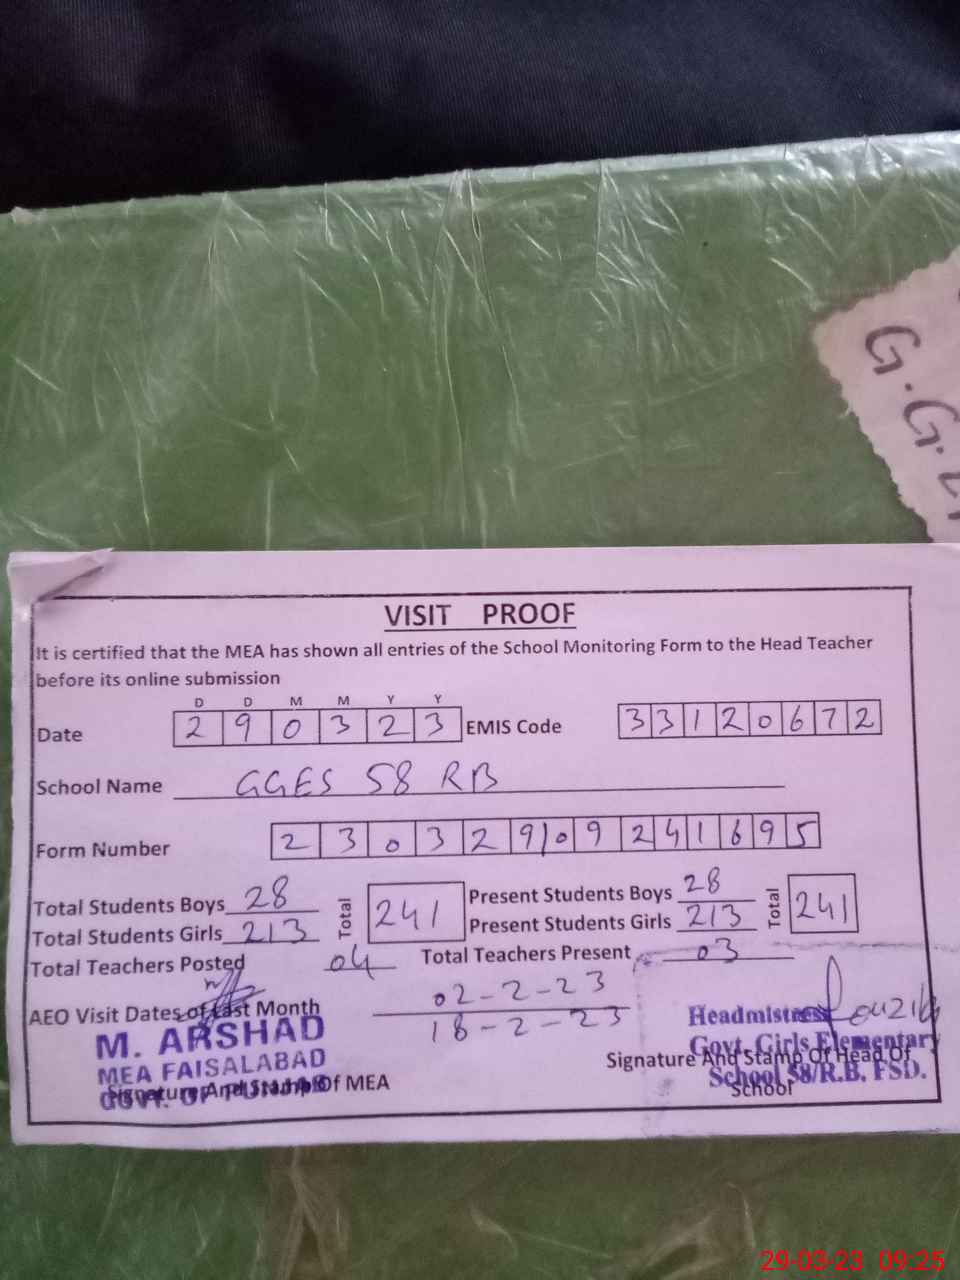 G.G.E
VISIT PROOF
It is certified that the MEA has shown all entries of the School Monitoring Form to the Head Teacher
before its online submission
D D M M Y Y
Date 2 9 0 3 2 3 EMIS Code 3 3 1 2 0 6 7 2
School Name GGES 58 RB
Form Number 2 3 0 3 2 9 1 0 9 2 4 1 6 9 5
Total Students Boys 28 Total 241 Present Students Boys 28 Total 241
Total Students Girls 213 Present Students Girls 213
Total Teachers Posted 04 Total Teachers Present 03
AEO Visit Dates of Last Month 02-2-23
18-2-23
M. ARSHAD
MEA FAISALABAD
GOVT. OF PUNJAB
Signature And Stamp Of MEA
Headmistress
Govt. Girls Elementary
School 58/R.B. FSD.
Signature And Stamp Of Head Of
School
29-03-23 09:25